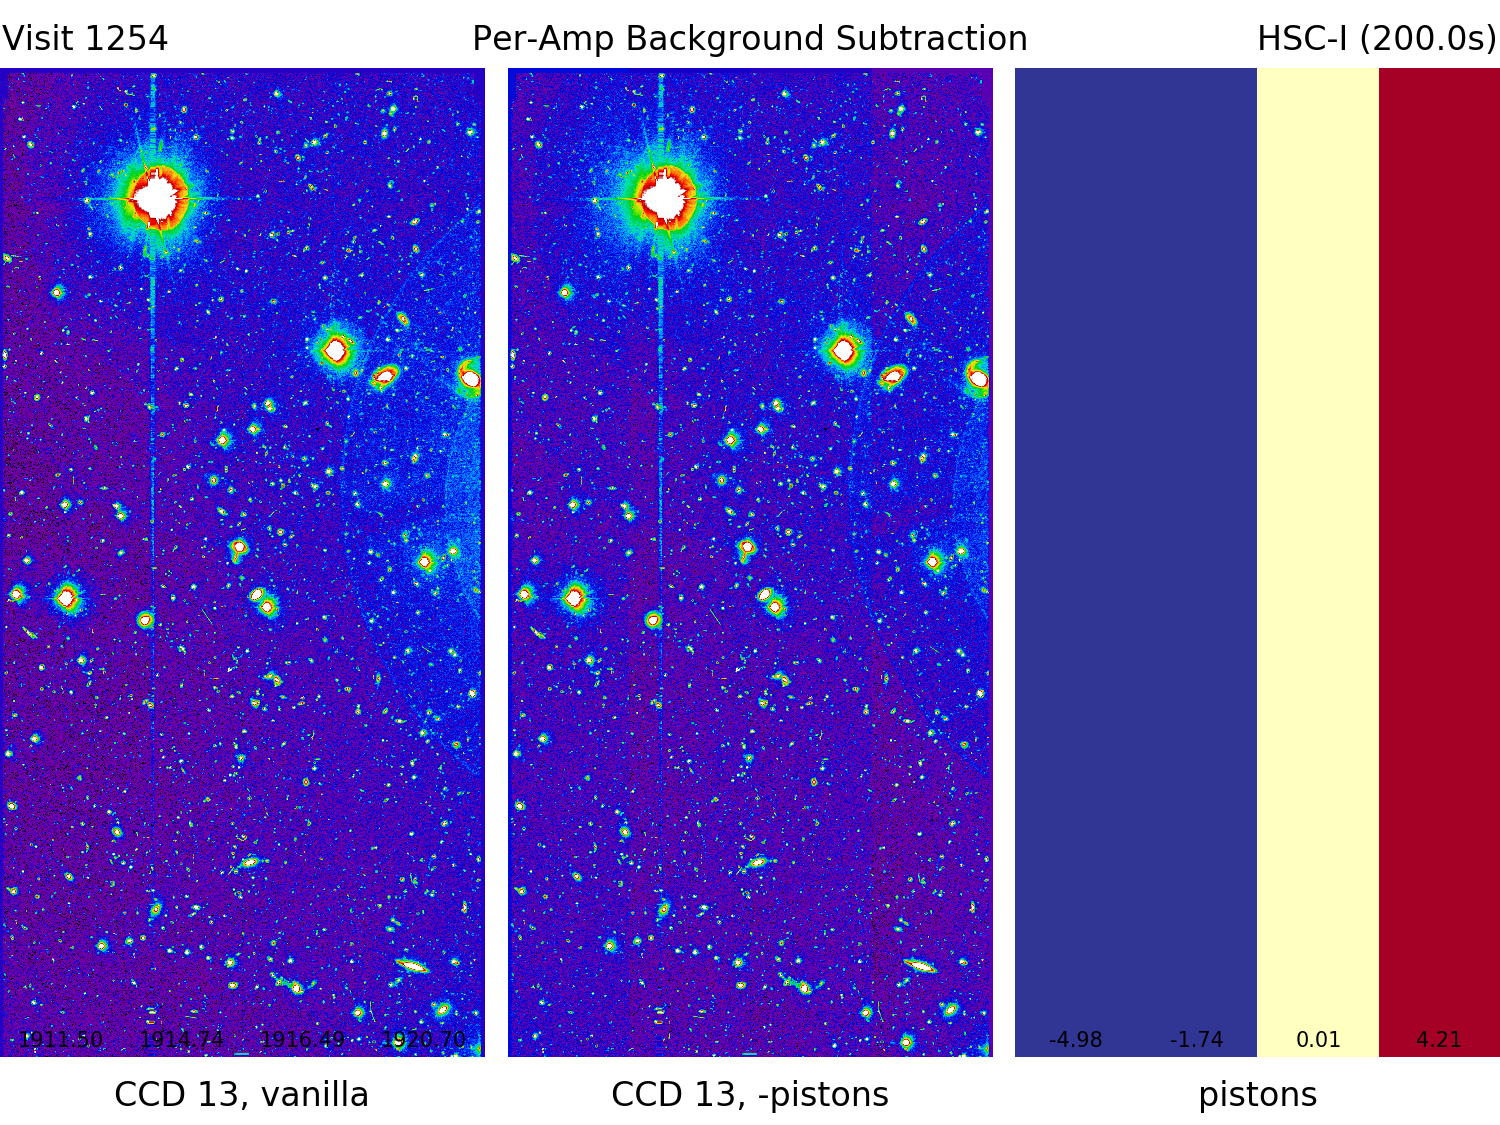 Visit 1254 Per-Amp Background Subtraction HSC-I (200.0s)
1911.50 1914.74 1916.49 1920.70 -4.98 -1.74 0.01 4.21
CCD 13, vanilla CCD 13, -pistons pistons